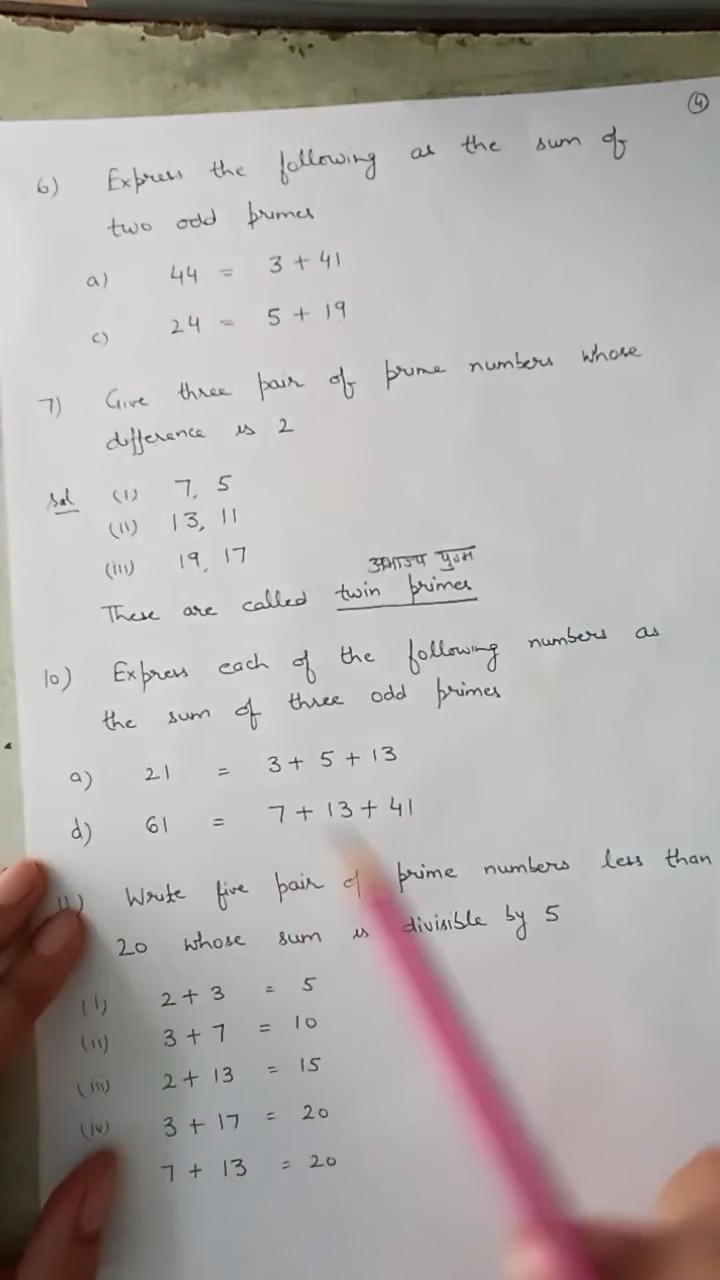 4
6) Express the following as the sum of
two odd primes
a) 44 = 3 + 41
c) 24 = 5 + 19
7) Give three pair of prime numbers whose
difference is 2
Sol (i) 7, 5
(ii) 13, 11
(iii) 19, 17
अभाज्य युग्म
These are called twin primes
10) Express each of the following numbers as
the sum of three odd primes
a) 21 = 3 + 5 + 13
d) 61 = 7 + 13 + 41
11) Write five pair of prime numbers less than
20 whose sum is divisible by 5
(i) 2 + 3 = 5
(ii) 3 + 7 = 10
(iii) 2 + 13 = 15
(iv) 3 + 17 = 20
7 + 13 = 20